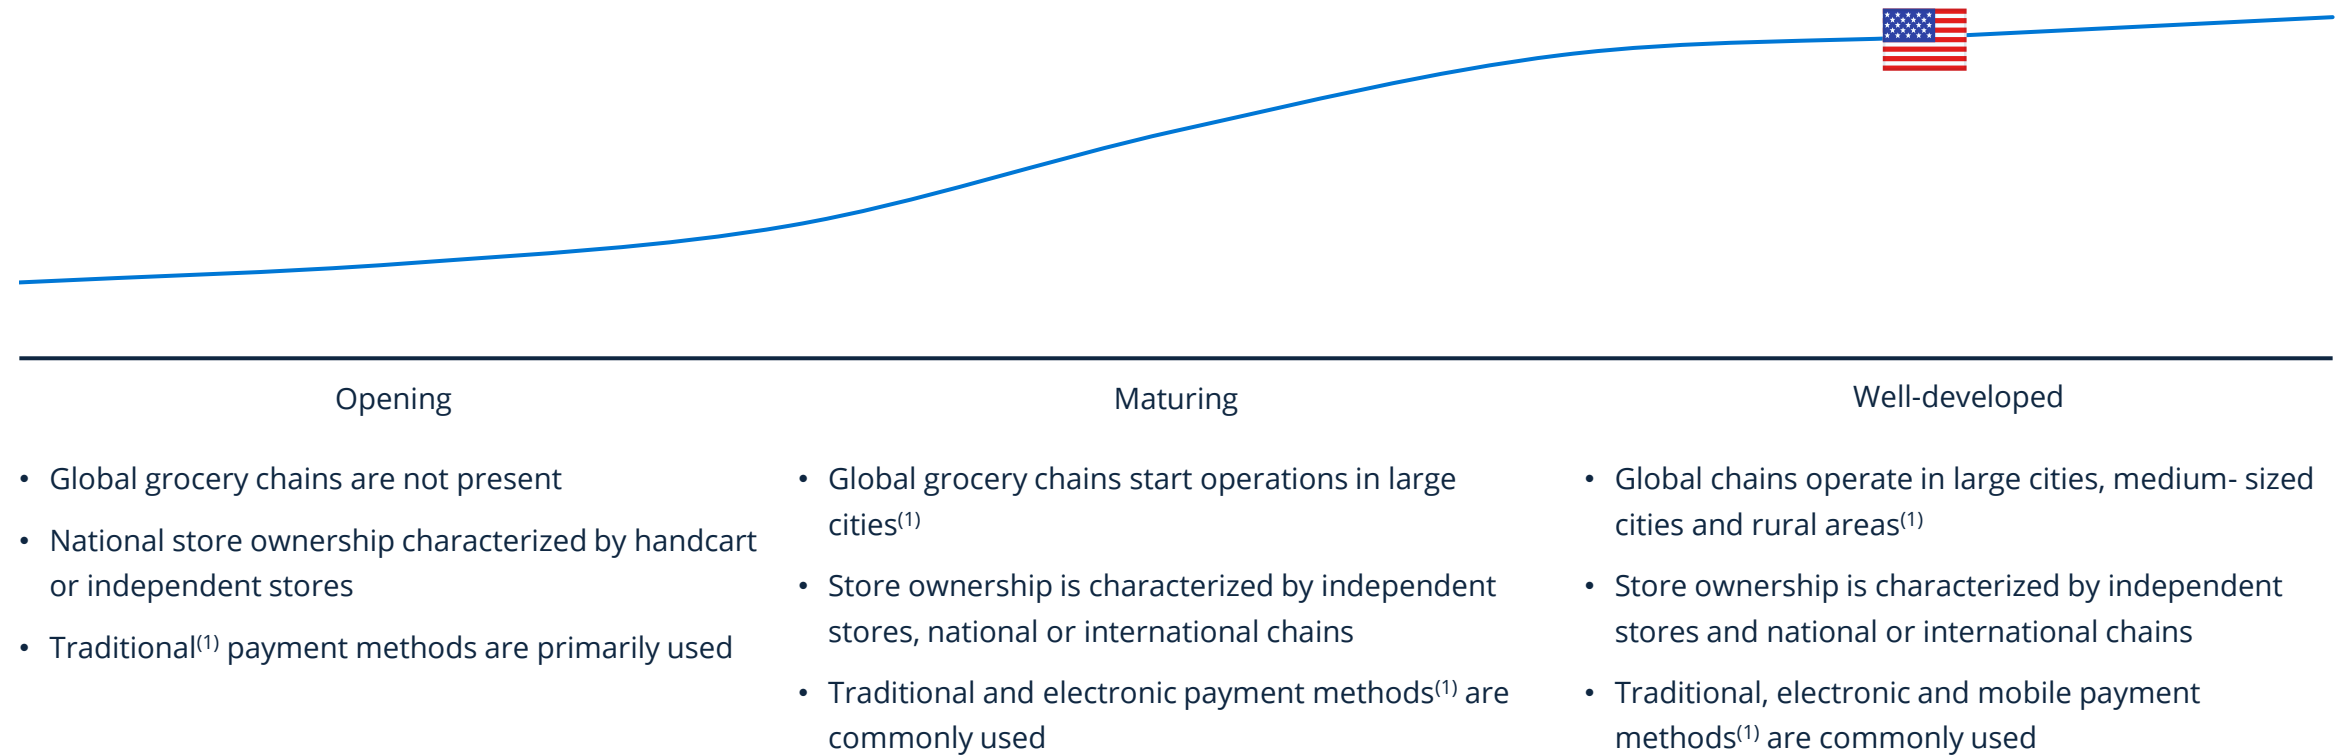 Opening
• Global grocery chains are not present
• National store ownership characterized by handcart
or independent stores
• Traditional(1) payment methods are primarily used
Maturing
• Global grocery chains start operations in large
cities(1)
• Store ownership is characterized by independent
stores, national or international chains
• Traditional and electronic payment methods(1) are
commonly used
Well-developed
• Global chains operate in large cities, medium- sized
cities and rural areas(1)
• Store ownership is characterized by independent
stores and national or international chains
• Traditional, electronic and mobile payment
methods(1) are commonly used